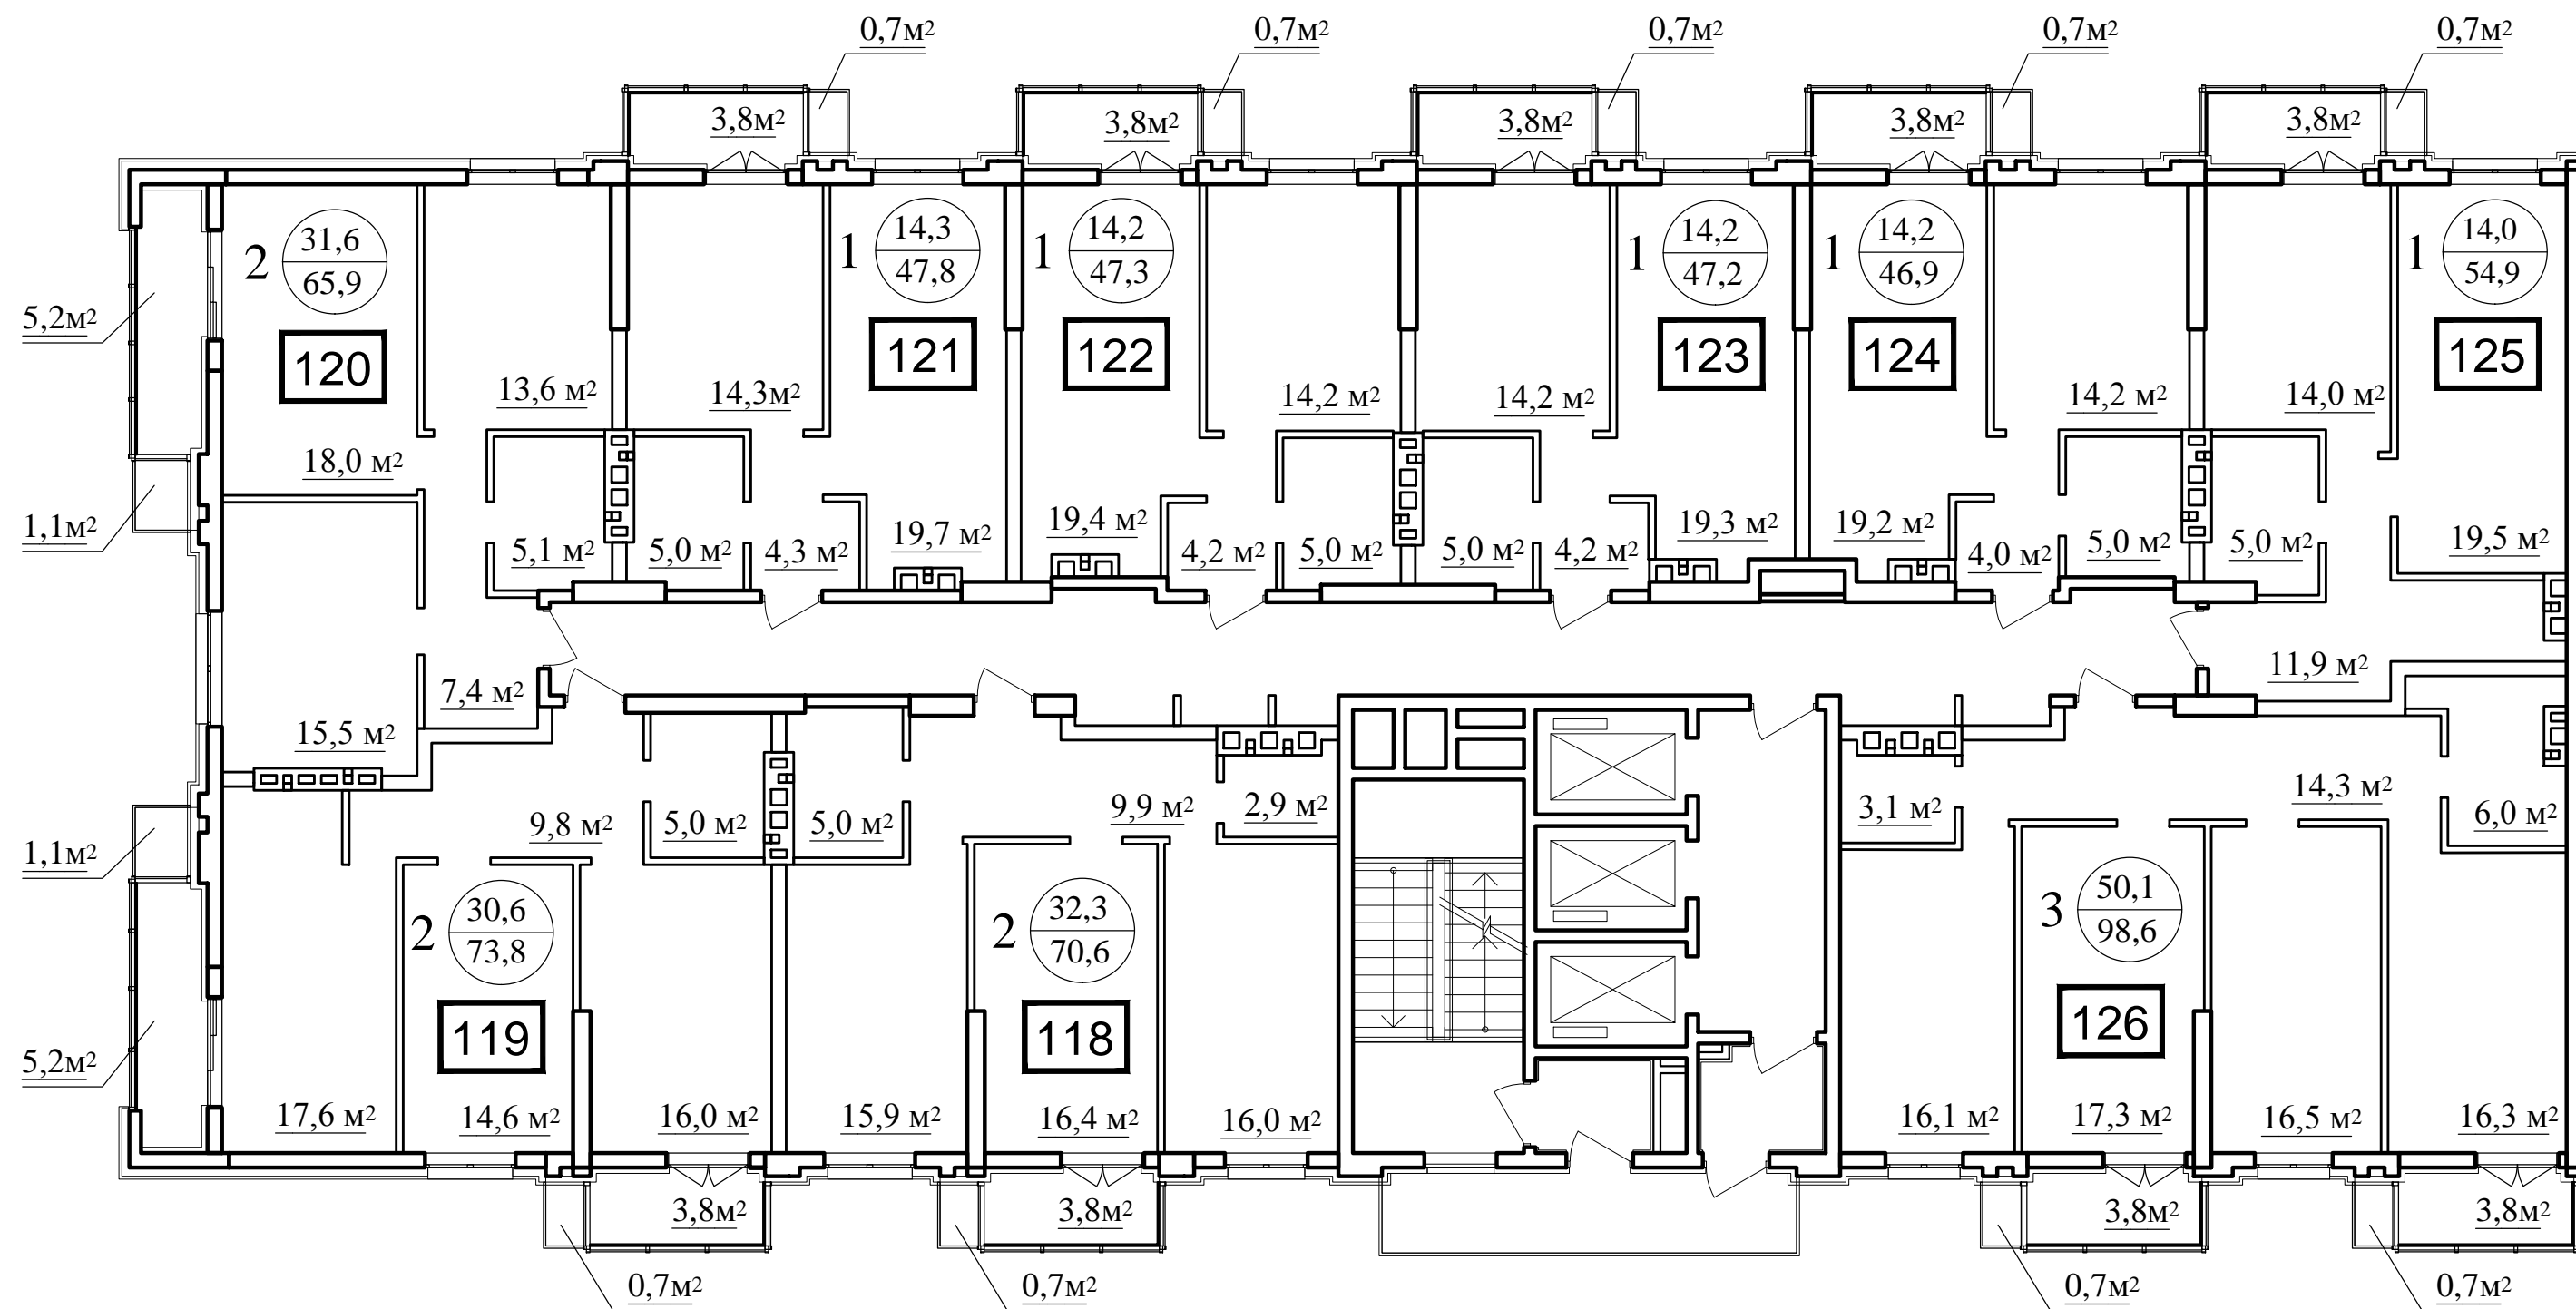 0,7м²
0,7м²
0,7м²
0,7м²
0,7м²
3,8м²
3,8м²
3,8м²
3,8м²
3,8м²
2
31,6
65,9
1
14,3
47,8
1
14,2
47,3
1
14,2
47,2
1
14,2
46,9
1
14,0
54,9
5,2м²
120
121
122
123
124
125
13,6 м²
14,3м²
14,2 м²
14,2 м²
14,2 м²
14,0 м²
18,0 м²
1,1м²
5,1 м²
5,0 м²
4,3 м²
19,7 м²
19,4 м²
4,2 м²
5,0 м²
5,0 м²
4,2 м²
19,3 м²
19,2 м²
4,0 м²
5,0 м²
5,0 м²
19,5 м²
7,4 м²
11,9 м²
15,5 м²
9,8 м²
5,0 м²
5,0 м²
9,9 м²
2,9 м²
3,1 м²
14,3 м²
6,0 м²
1,1м²
2
30,6
73,8
2
32,3
70,6
3
50,1
98,6
119
118
126
5,2м²
17,6 м²
14,6 м²
16,0 м²
15,9 м²
16,4 м²
16,0 м²
16,1 м²
17,3 м²
16,5 м²
16,3 м²
3,8м²
3,8м²
3,8м²
3,8м²
0,7м²
0,7м²
0,7м²
0,7м²